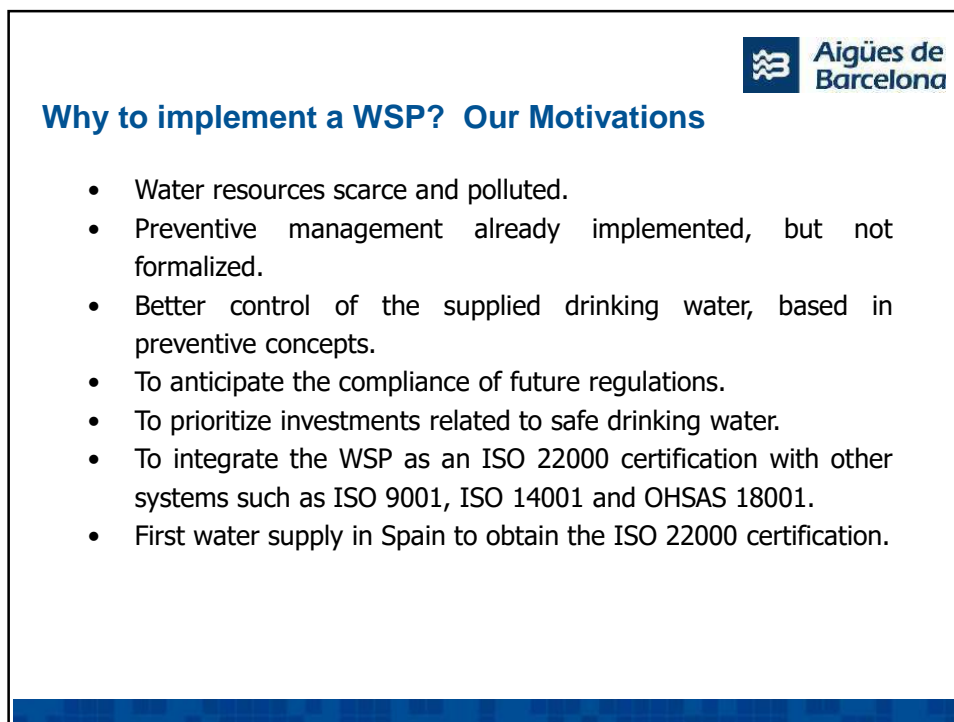 Aigües de
Barcelona
Why to implement a WSP? Our Motivations
• Water resources scarce and polluted.
• Preventive management already implemented, but not
formalized.
• Better control of the supplied drinking water, based in
preventive concepts.
• To anticipate the compliance of future regulations.
• To prioritize investments related to safe drinking water.
• To integrate the WSP as an ISO 22000 certification with other
systems such as ISO 9001, ISO 14001 and OHSAS 18001.
• First water supply in Spain to obtain the ISO 22000 certification.